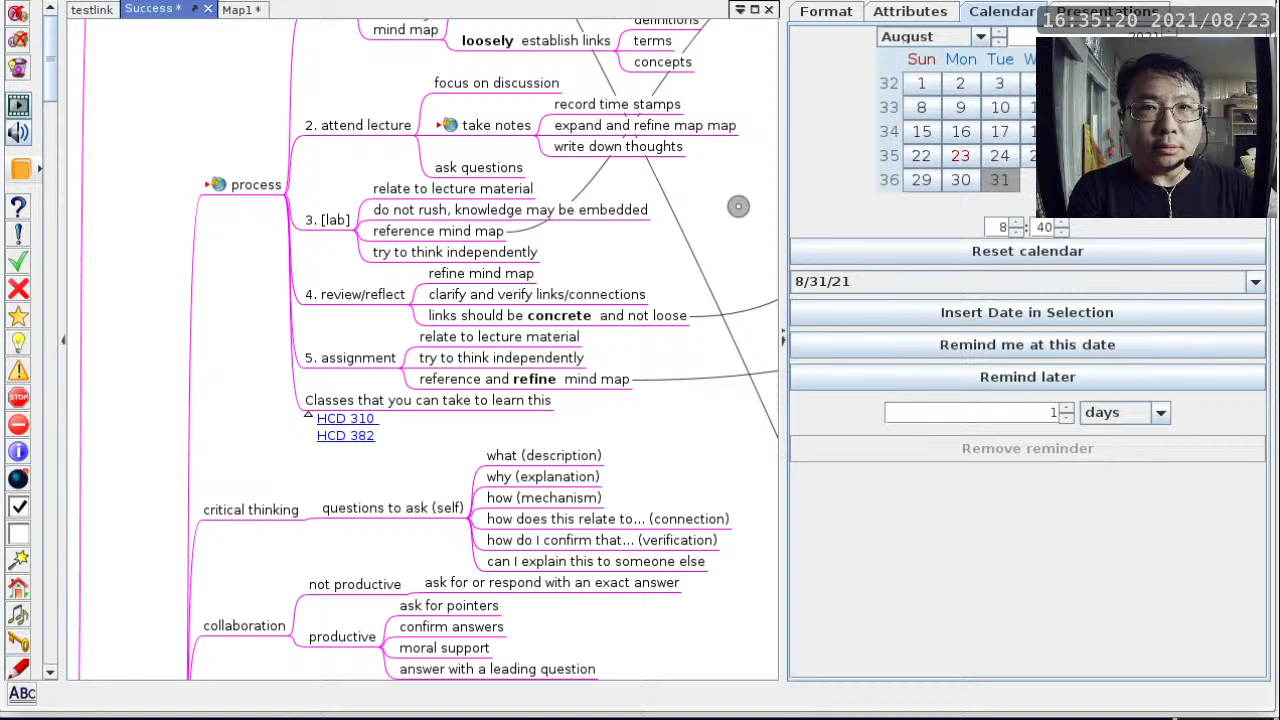 testlink
Success *
Map1 *
mind map
loosely establish links
definitions
terms
concepts
2. attend lecture
focus on discussion
take notes
record time stamps
expand and refine map map
write down thoughts
ask questions
process
3. [lab]
relate to lecture material
do not rush, knowledge may be embedded
reference mind map
try to think independently
4. review/reflect
refine mind map
clarify and verify links/connections
links should be concrete and not loose
5. assignment
relate to lecture material
try to think independently
reference and refine mind map
Classes that you can take to learn this
HCD 310
HCD 382
critical thinking
questions to ask (self)
what (description)
why (explanation)
how (mechanism)
how does this relate to... (connection)
how do I confirm that... (verification)
can I explain this to someone else
collaboration
not productive
ask for or respond with an exact answer
productive
ask for pointers
confirm answers
moral support
answer with a leading question
STOP
ABC
Format
Attributes
Calendar
Presentations
16:35:20 2021/08/23
August
2021
Sun Mon Tue W
32 1 2 3
33 8 9 10 1
34 15 16 17 1
35 22 23 24 2
36 29 30 31
8 : 40
Reset calendar
8/31/21
Insert Date in Selection
Remind me at this date
Remind later
1 days
Remove reminder